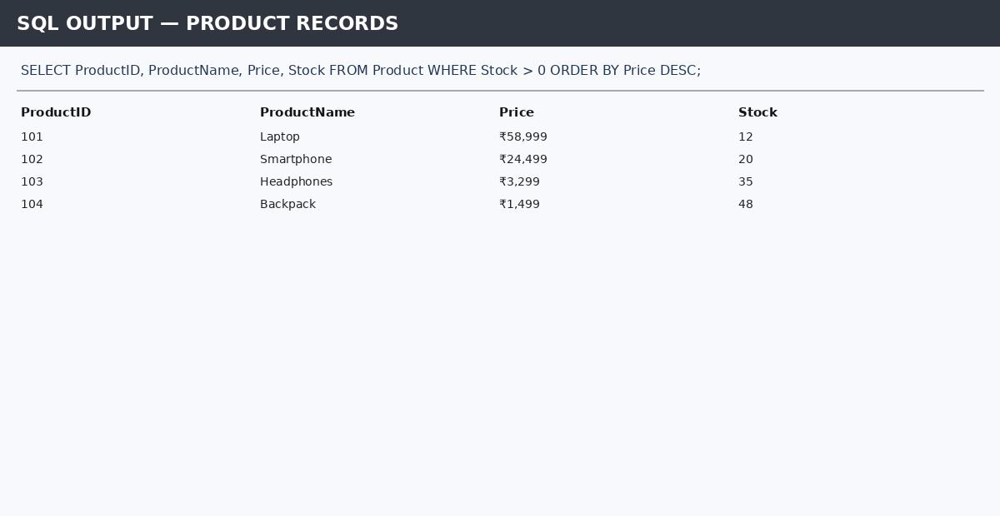 SQL OUTPUT — PRODUCT RECORDS
SELECT ProductID, ProductName, Price, Stock FROM Product WHERE Stock > 0 ORDER BY Price DESC;
ProductID ProductName Price Stock
101 Laptop ₹58,999 12
102 Smartphone ₹24,499 20
103 Headphones ₹3,299 35
104 Backpack ₹1,499 48